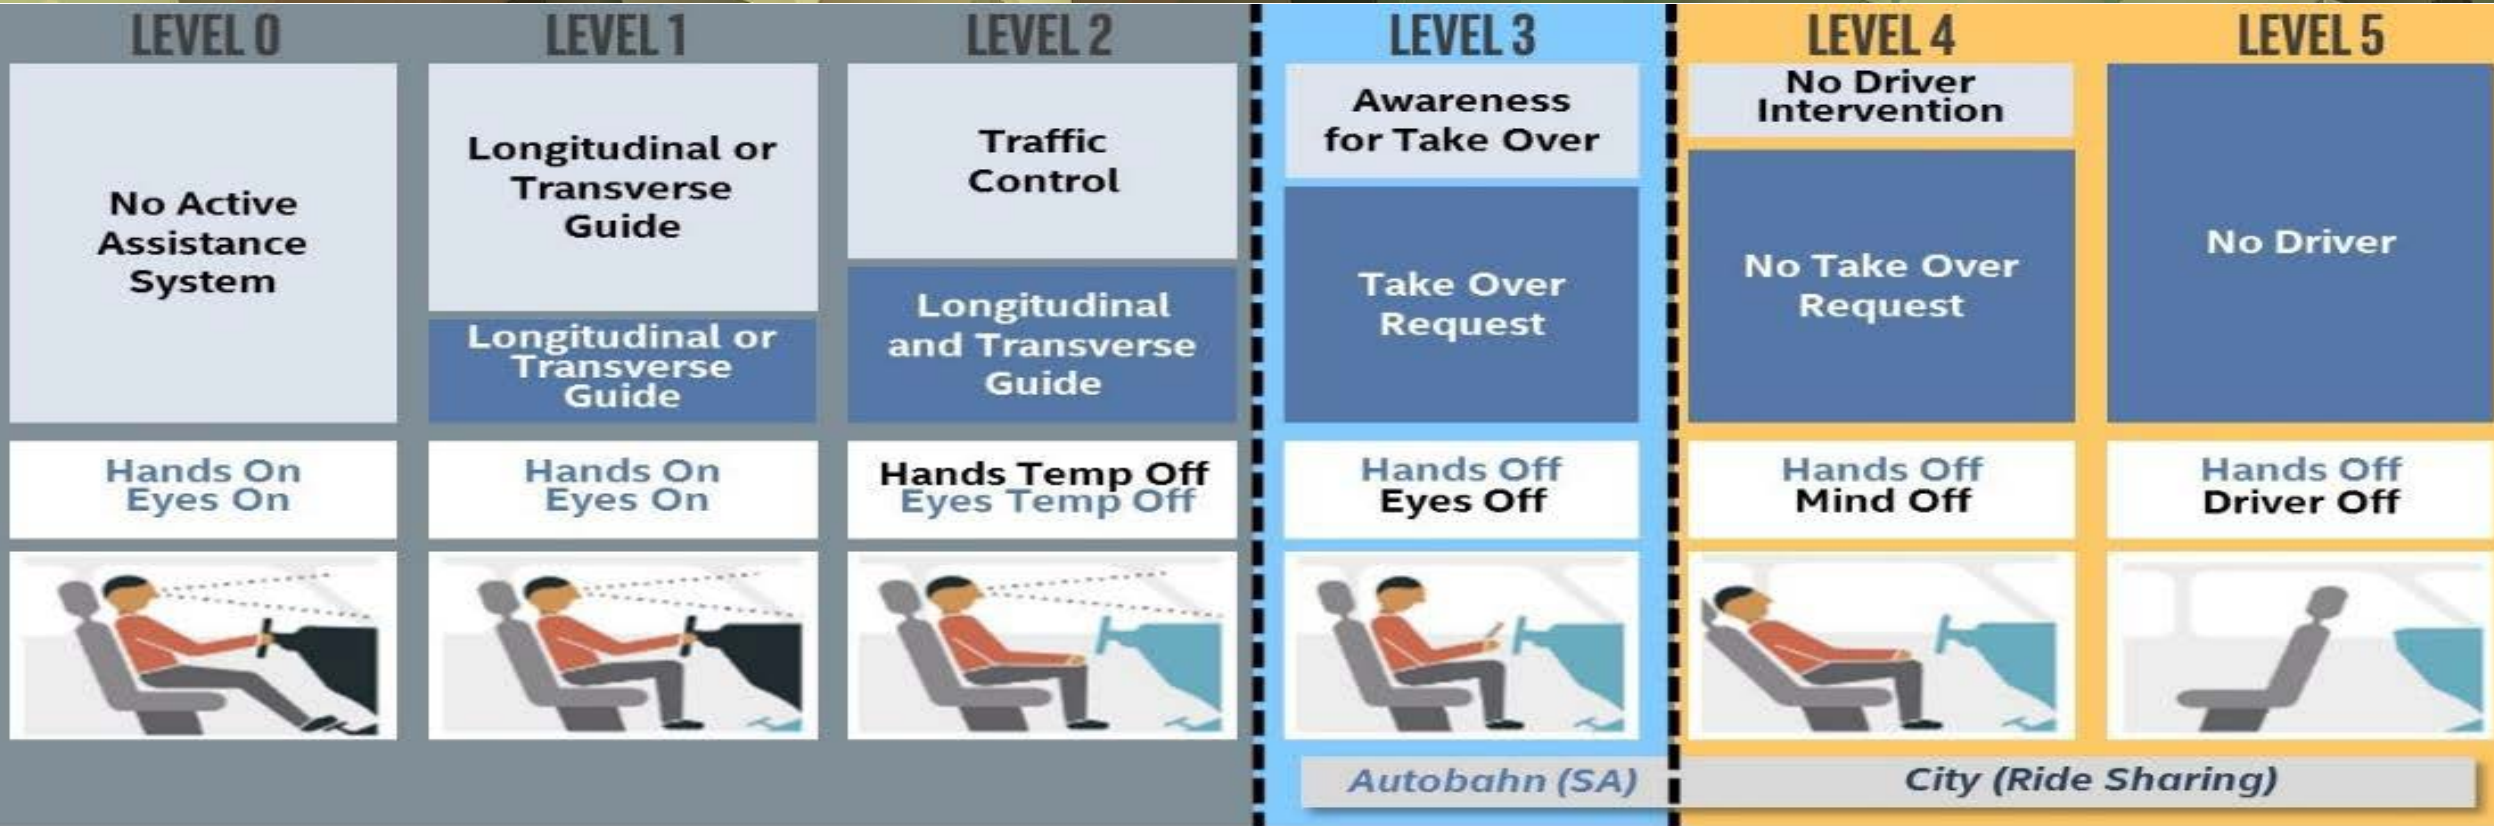 LEVEL 0
No Active
Assistance
System
Hands On
Eyes On
LEVEL 1
Longitudinal or
Transverse
Guide
Longitudinal or
Transverse
Guide
Hands On
Eyes On
LEVEL 2
Traffic
Control
Longitudinal
and Transverse
Guide
Hands Temp Off
Eyes Temp Off
LEVEL 3
Awareness
for Take Over
Take Over
Request
Hands Off
Eyes Off
LEVEL 4
No Driver
Intervention
No Take Over
Request
Hands Off
Mind Off
LEVEL 5
No Driver
Hands Off
Driver Off
Autobahn (SA)
City (Ride Sharing)